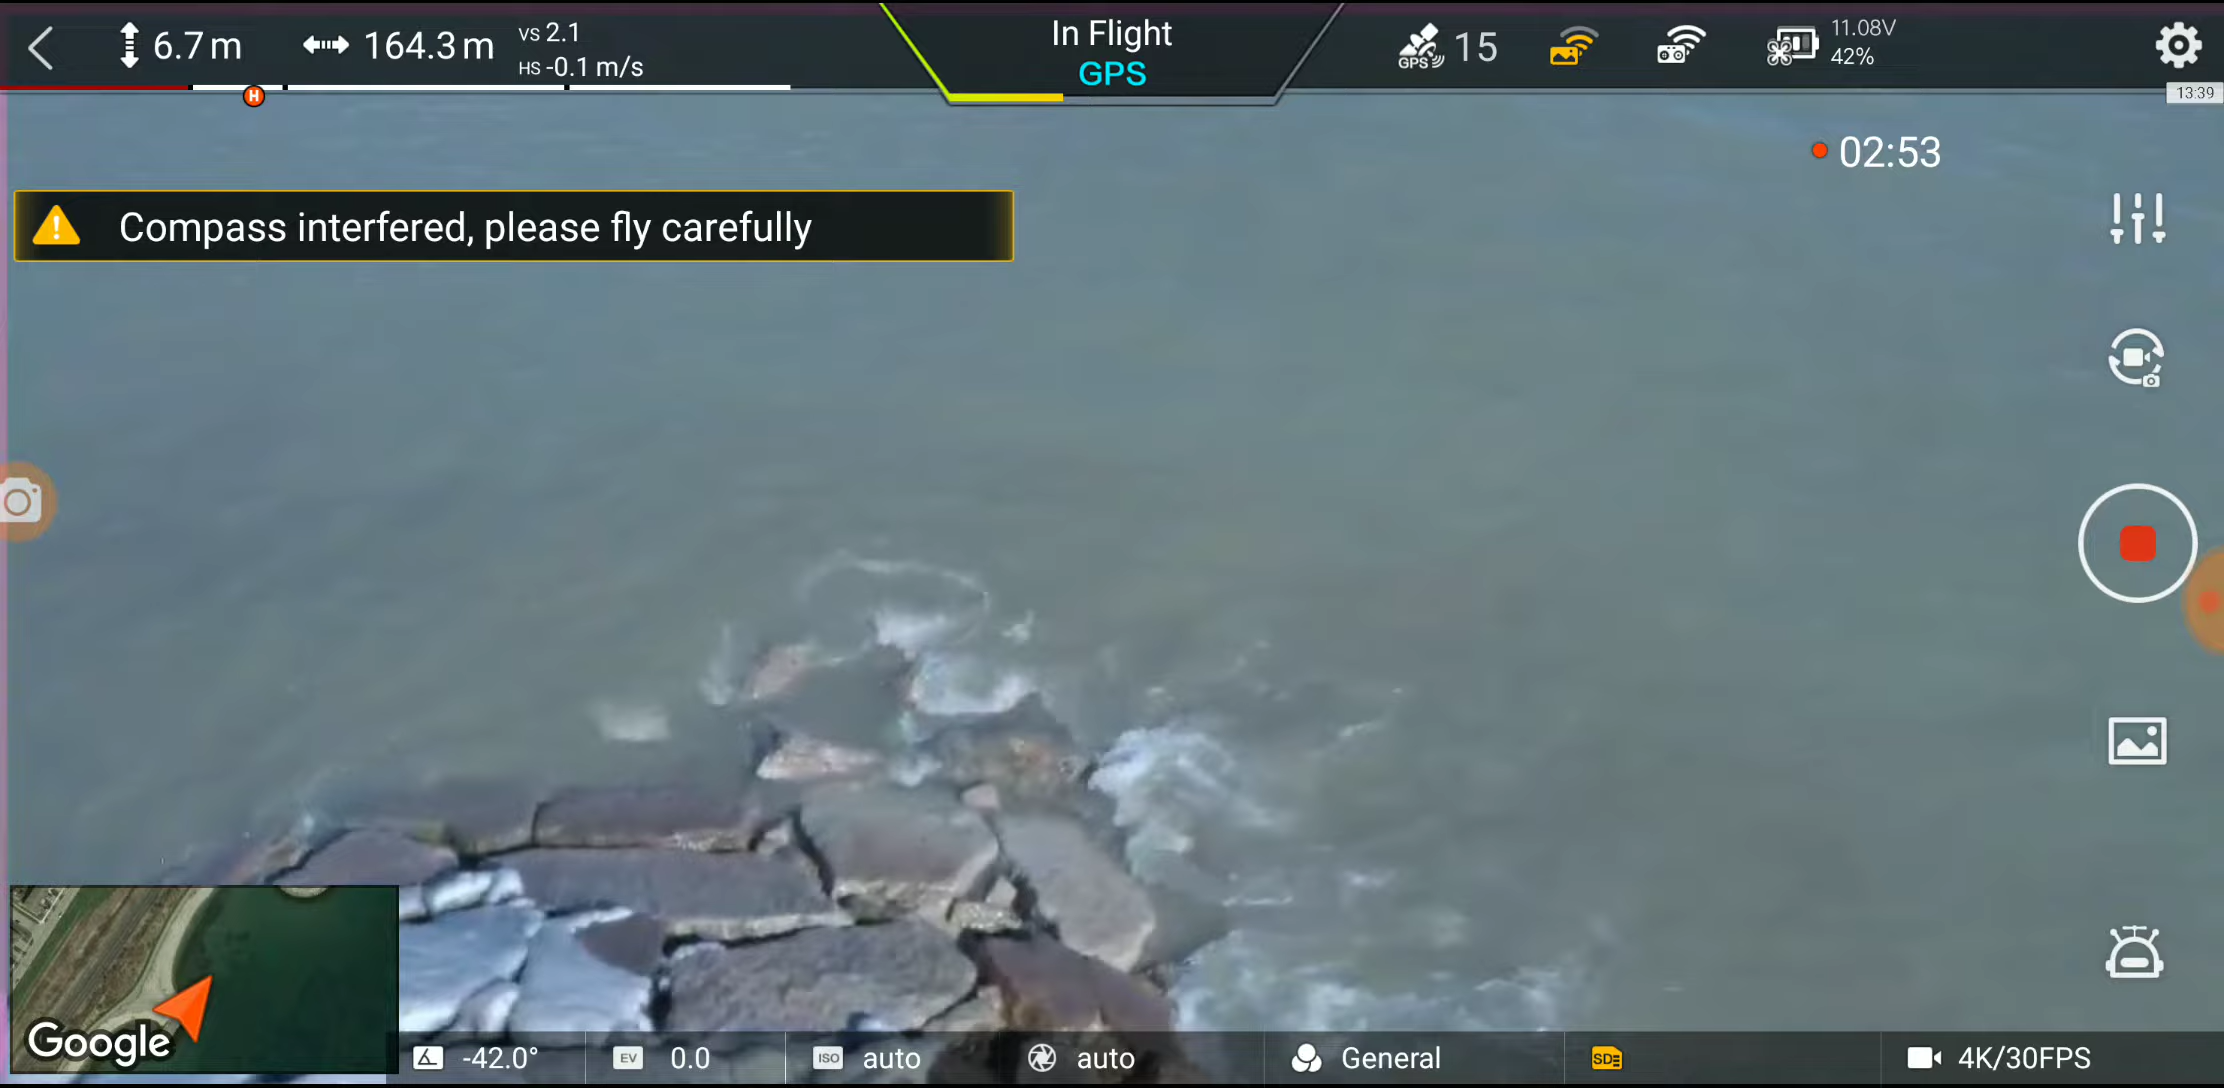 6.7 m
164.3 m
VS 2.1
HS -0.1 m/s
In Flight
GPS
GPS 15
11.08V
42%
13:39
02:53
Compass interfered, please fly carefully
H
Google
-42.0°
EV 0.0
ISO auto
auto
General
SD
4K/30FPS